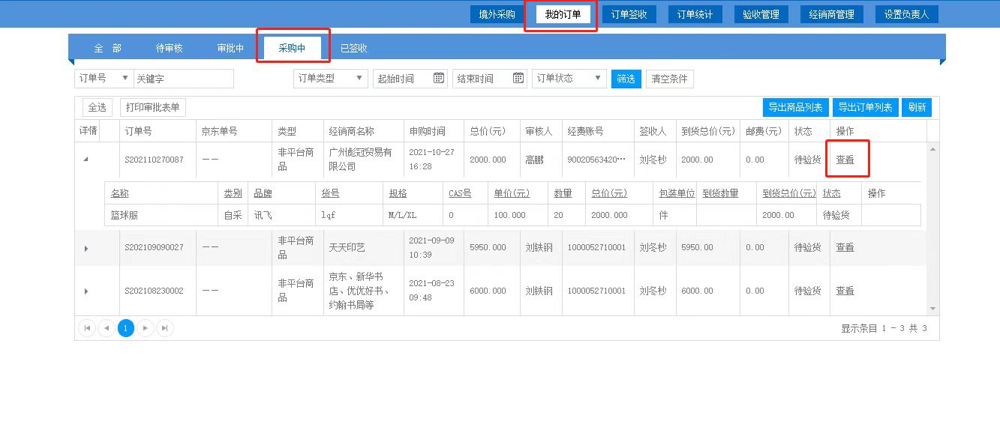 境外采购 我的订单 订单签收 订单统计 验收管理 经销商管理 设置负责人
全 部 待审核 审批中 采购中 已签收
订单号 关键字 订单类型 起始时间 结束时间 订单状态 筛选 清空条件
全选 打印审批表单 导出商品列表 导出订单列表 刷新
详情 订单号 京东单号 类型 经销商名称 申购时间 总价(元) 审核人 经费账号 签收人 到货总价(元) 邮费(元) 状态 操作
S202110270087 —— 非平台商品 广州彪冠贸易有限公司 2021-10-27 16:28 2000.000 高鹏 90020563420··· 刘冬杪 2000.00 0.00 待验货 查看
名称 类别 品牌 货号 规格 CAS号 单价(元) 数量 总价(元) 包装单位 到货数量 到货总价(元) 状态 操作
篮球服 自采 讯飞 lqf M/L/XL 0 100.000 20 2000.000 件 2000.00 待验货
S202109090027 —— 非平台商品 天天印艺 2021-09-09 10:39 5950.000 刘铁钢 1000052710001 刘冬杪 5950.00 0.00 待验货 查看
S202108230002 —— 非平台商品 京东、新华书店、优优好书、约翰书局等 2021-08-23 09:48 6000.000 刘铁钢 1000052710001 刘冬杪 6000.00 0.00 待验货 查看
1 显示条目 1 - 3 共 3